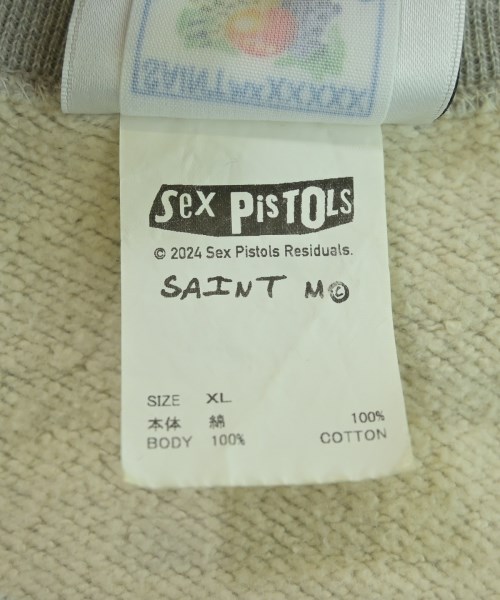 SAINT Mxxxxxx
Sex PiSTOLS
© 2024 Sex Pistols Residuals.
SAINT M©
SIZE XL
本体 綿 100%
BODY 100% COTTON